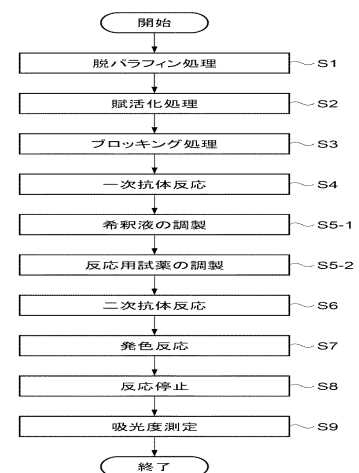 開始
脱パラフィン処理 S1
賦活化処理 S2
ブロッキング処理 S3
一次抗体反応 S4
希釈液の調製 S5-1
反応用試薬の調製 S5-2
二次抗体反応 S6
発色反応 S7
反応停止 S8
吸光度測定 S9
終了